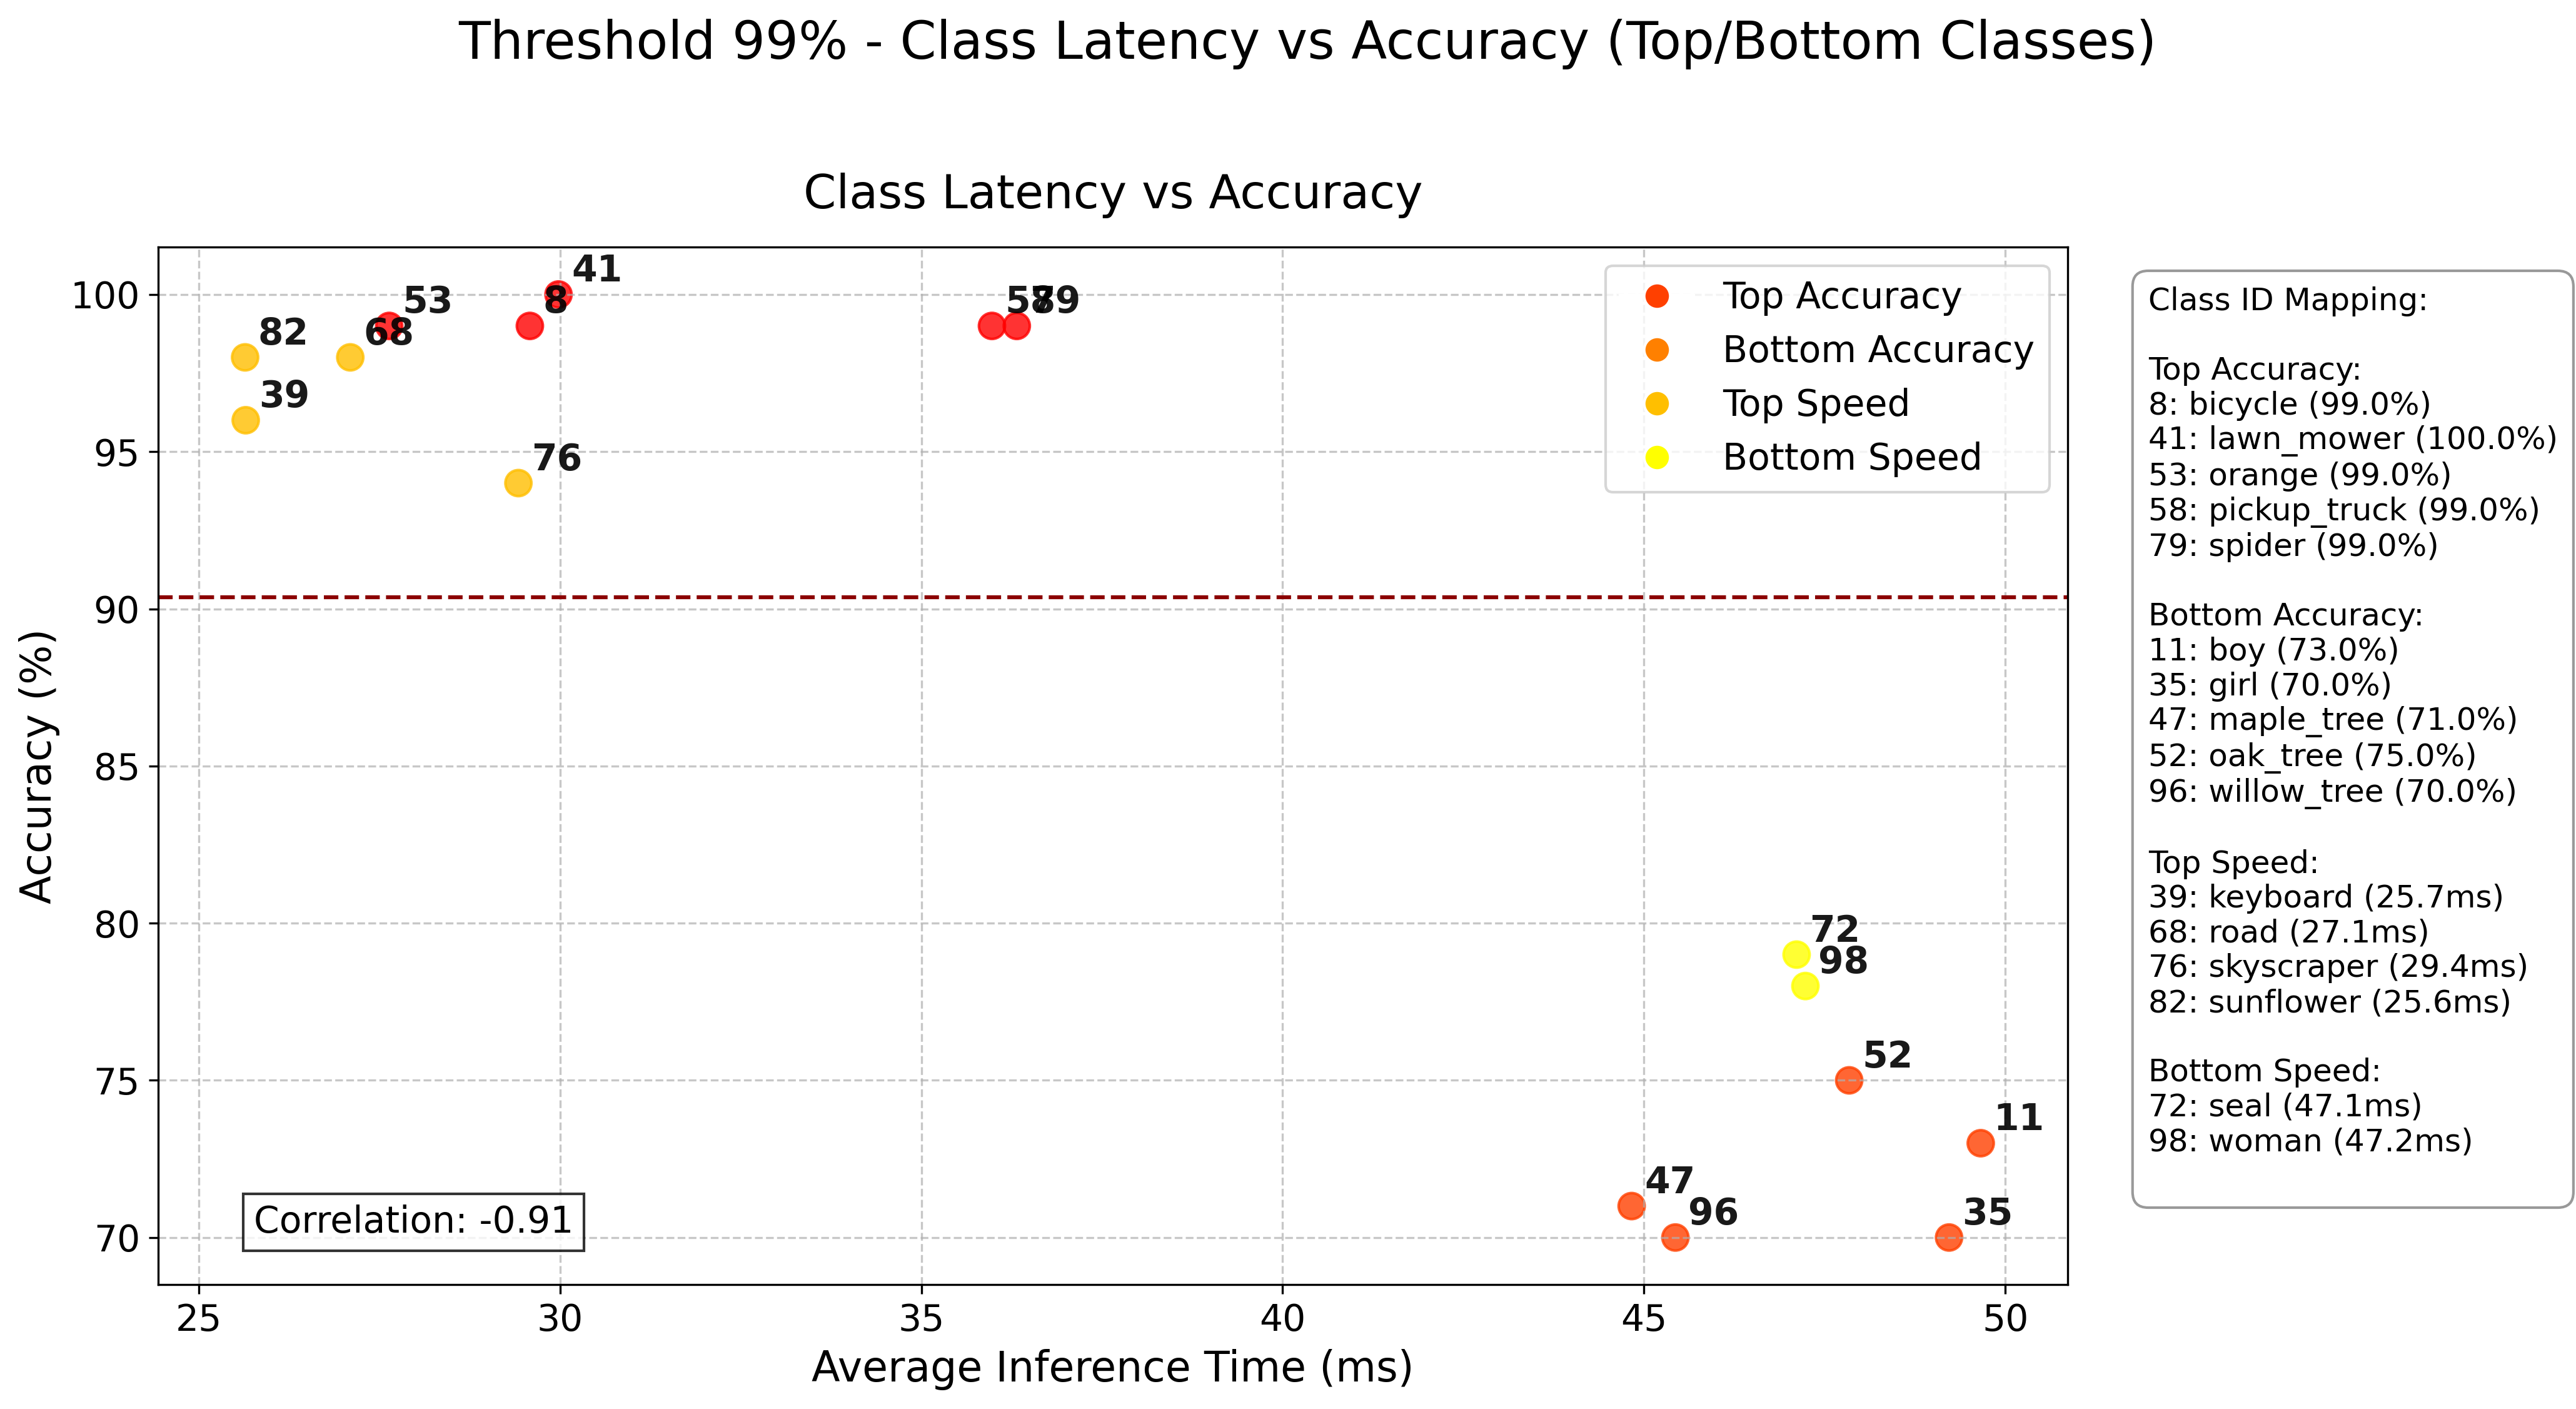 Threshold 99% - Class Latency vs Accuracy (Top/Bottom Classes)
Class Latency vs Accuracy
Accuracy (%)
100
95
90
85
80
75
70
25
30
35
40
45
50
Average Inference Time (ms)
41
53
8
58
79
82
68
39
76
72
98
52
11
47
96
35
Top Accuracy
Bottom Accuracy
Top Speed
Bottom Speed
Correlation: -0.91
Class ID Mapping:
Top Accuracy:
8: bicycle (99.0%)
41: lawn_mower (100.0%)
53: orange (99.0%)
58: pickup_truck (99.0%)
79: spider (99.0%)
Bottom Accuracy:
11: boy (73.0%)
35: girl (70.0%)
47: maple_tree (71.0%)
52: oak_tree (75.0%)
96: willow_tree (70.0%)
Top Speed:
39: keyboard (25.7ms)
68: road (27.1ms)
76: skyscraper (29.4ms)
82: sunflower (25.6ms)
Bottom Speed:
72: seal (47.1ms)
98: woman (47.2ms)